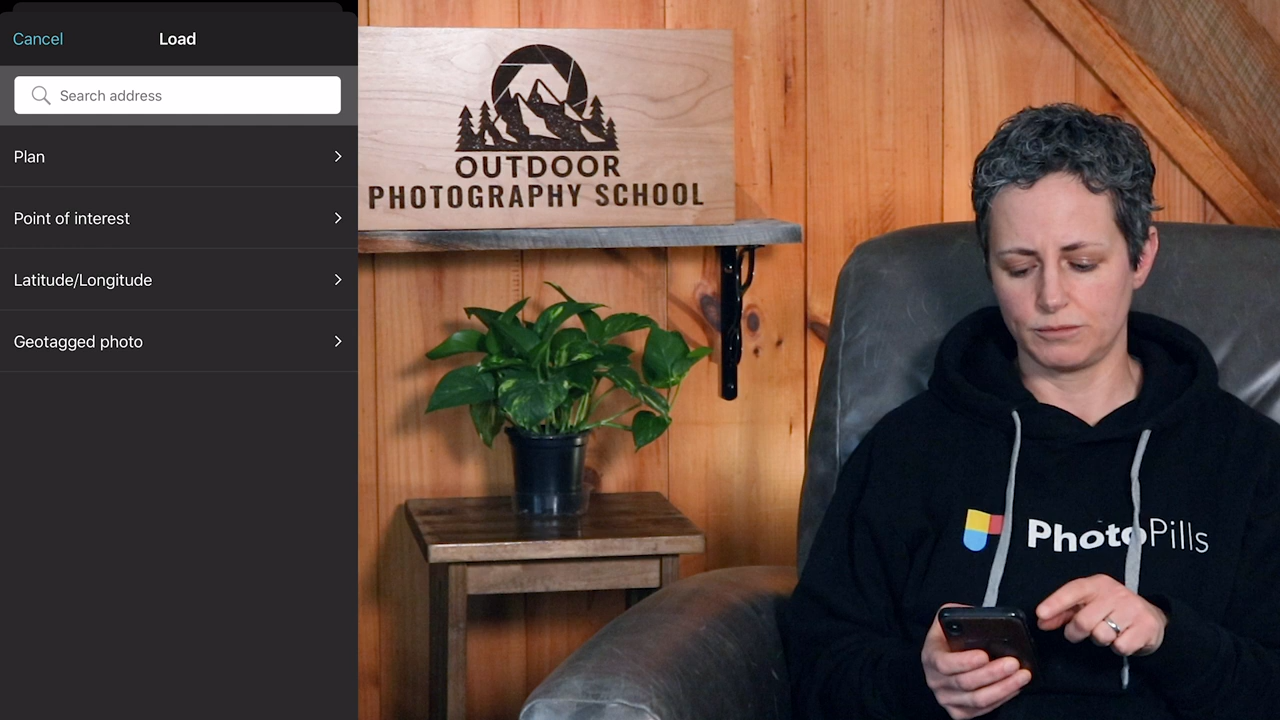 Cancel
Load
Search address
Plan
Point of interest
Latitude/Longitude
Geotagged photo
OUTDOOR
PHOTOGRAPHY SCHOOL
PhotoPills